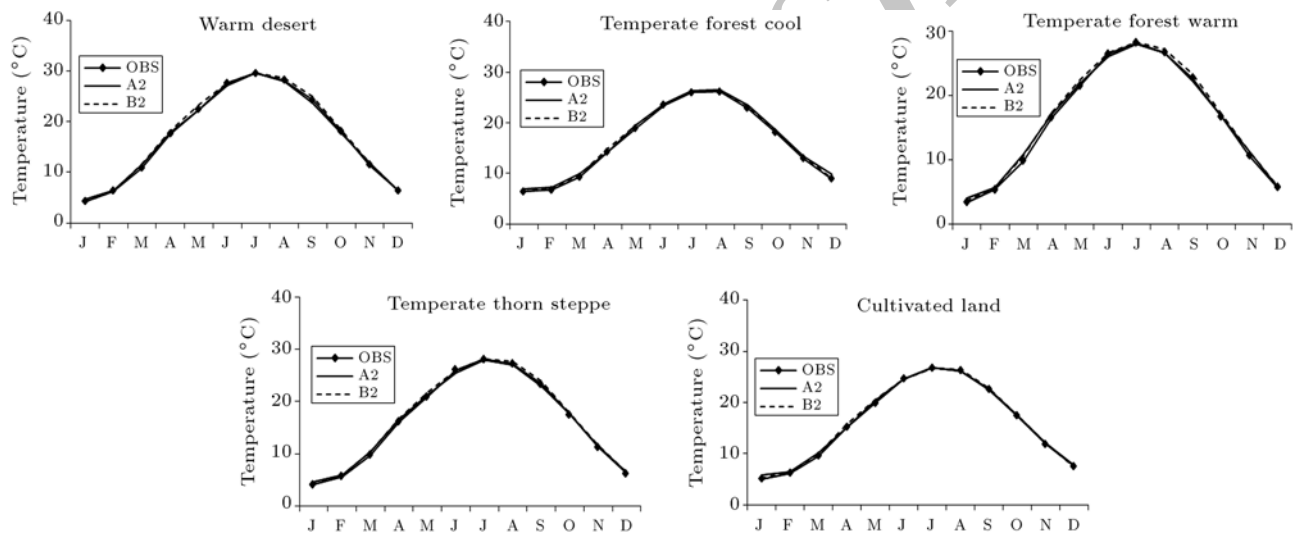 Warm desert
Temperature (°C)
40
30
20
10
0
OBS
A2
B2
J F M A M J J A S O N D
Temperate forest cool
Temperature (°C)
40
30
20
10
0
OBS
A2
B2
J F M A M J J A S O N D
Temperate forest warm
Temperature (°C)
30
20
10
0
OBS
A2
B2
J F M A M J J A S O N D
Temperate thorn steppe
Temperature (°C)
40
30
20
10
0
OBS
A2
B2
J F M A M J J A S O N D
Cultivated land
Temperature (°C)
40
30
20
10
0
OBS
A2
B2
J F M A M J J A S O N D